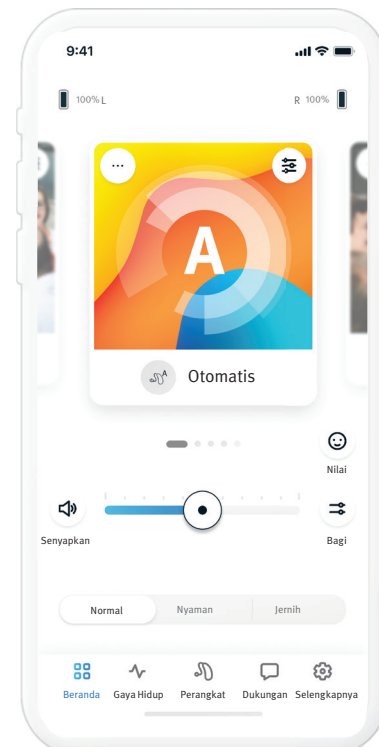 9:41
100% L
R 100%
...
A
A
Otomatis
Nilai
Senyapkan
Bagi
Normal
Nyaman
Jernih
Beranda
Gaya Hidup
Perangkat
Dukungan
Selengkapnya